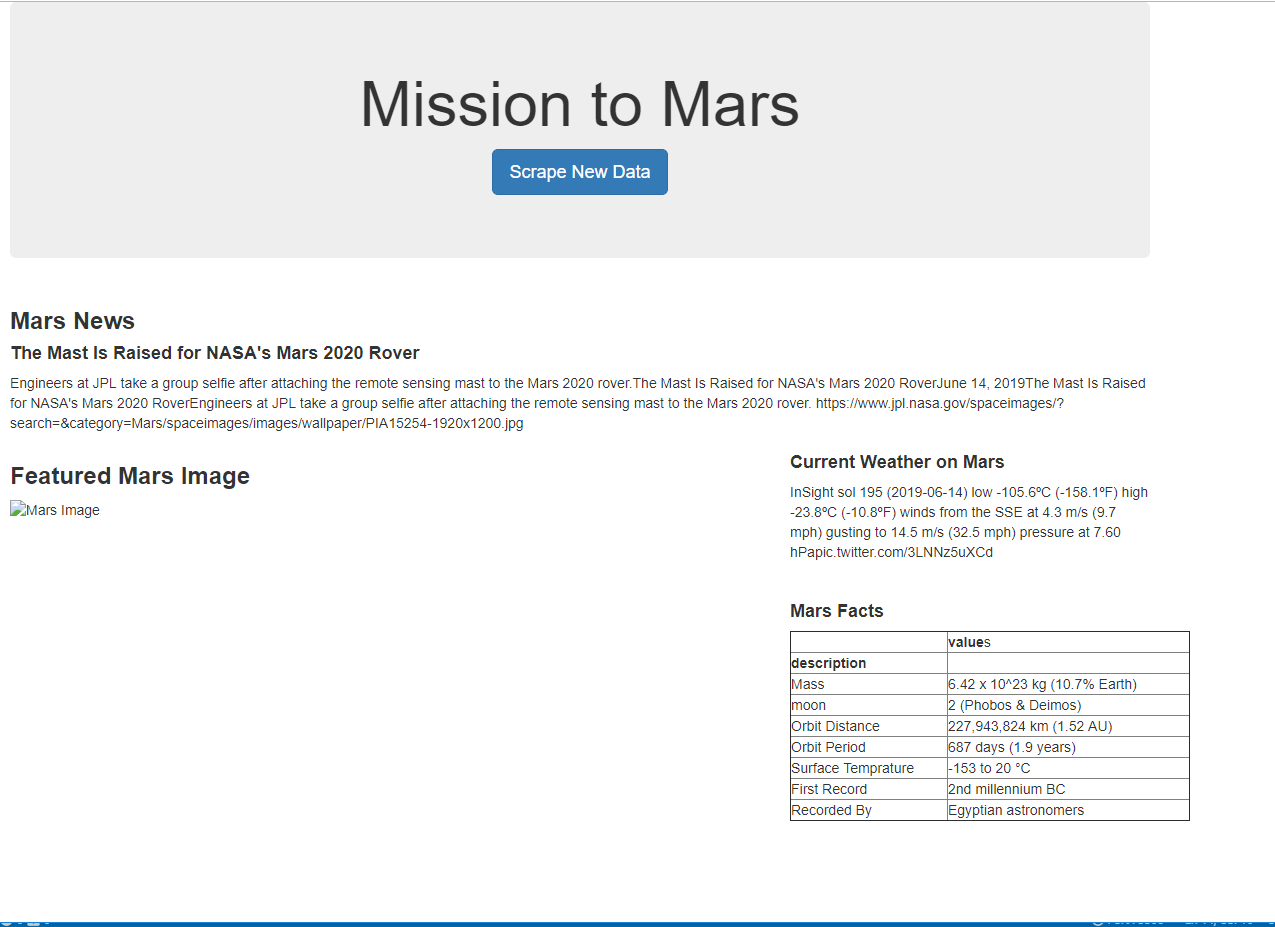 Mission to Mars
Scrape New Data
Mars News
The Mast Is Raised for NASA's Mars 2020 Rover
Engineers at JPL take a group selfie after attaching the remote sensing mast to the Mars 2020 rover.The Mast Is Raised for NASA's Mars 2020 RoverJune 14, 2019The Mast Is Raised
for NASA's Mars 2020 RoverEngineers at JPL take a group selfie after attaching the remote sensing mast to the Mars 2020 rover. https://www.jpl.nasa.gov/spaceimages/?
search=&category=Mars/spaceimages/images/wallpaper/PIA15254-1920x1200.jpg
Featured Mars Image
Mars Image
Current Weather on Mars
InSight sol 195 (2019-06-14) low -105.6ºC (-158.1ºF) high
-23.8ºC (-10.8ºF) winds from the SSE at 4.3 m/s (9.7
mph) gusting to 14.5 m/s (32.5 mph) pressure at 7.60
hPapic.twitter.com/3LNNz5uXCd
Mars Facts
values
description
Mass 6.42 x 10^23 kg (10.7% Earth)
moon 2 (Phobos & Deimos)
Orbit Distance 227,943,824 km (1.52 AU)
Orbit Period 687 days (1.9 years)
Surface Temprature -153 to 20 °C
First Record 2nd millennium BC
Recorded By Egyptian astronomers